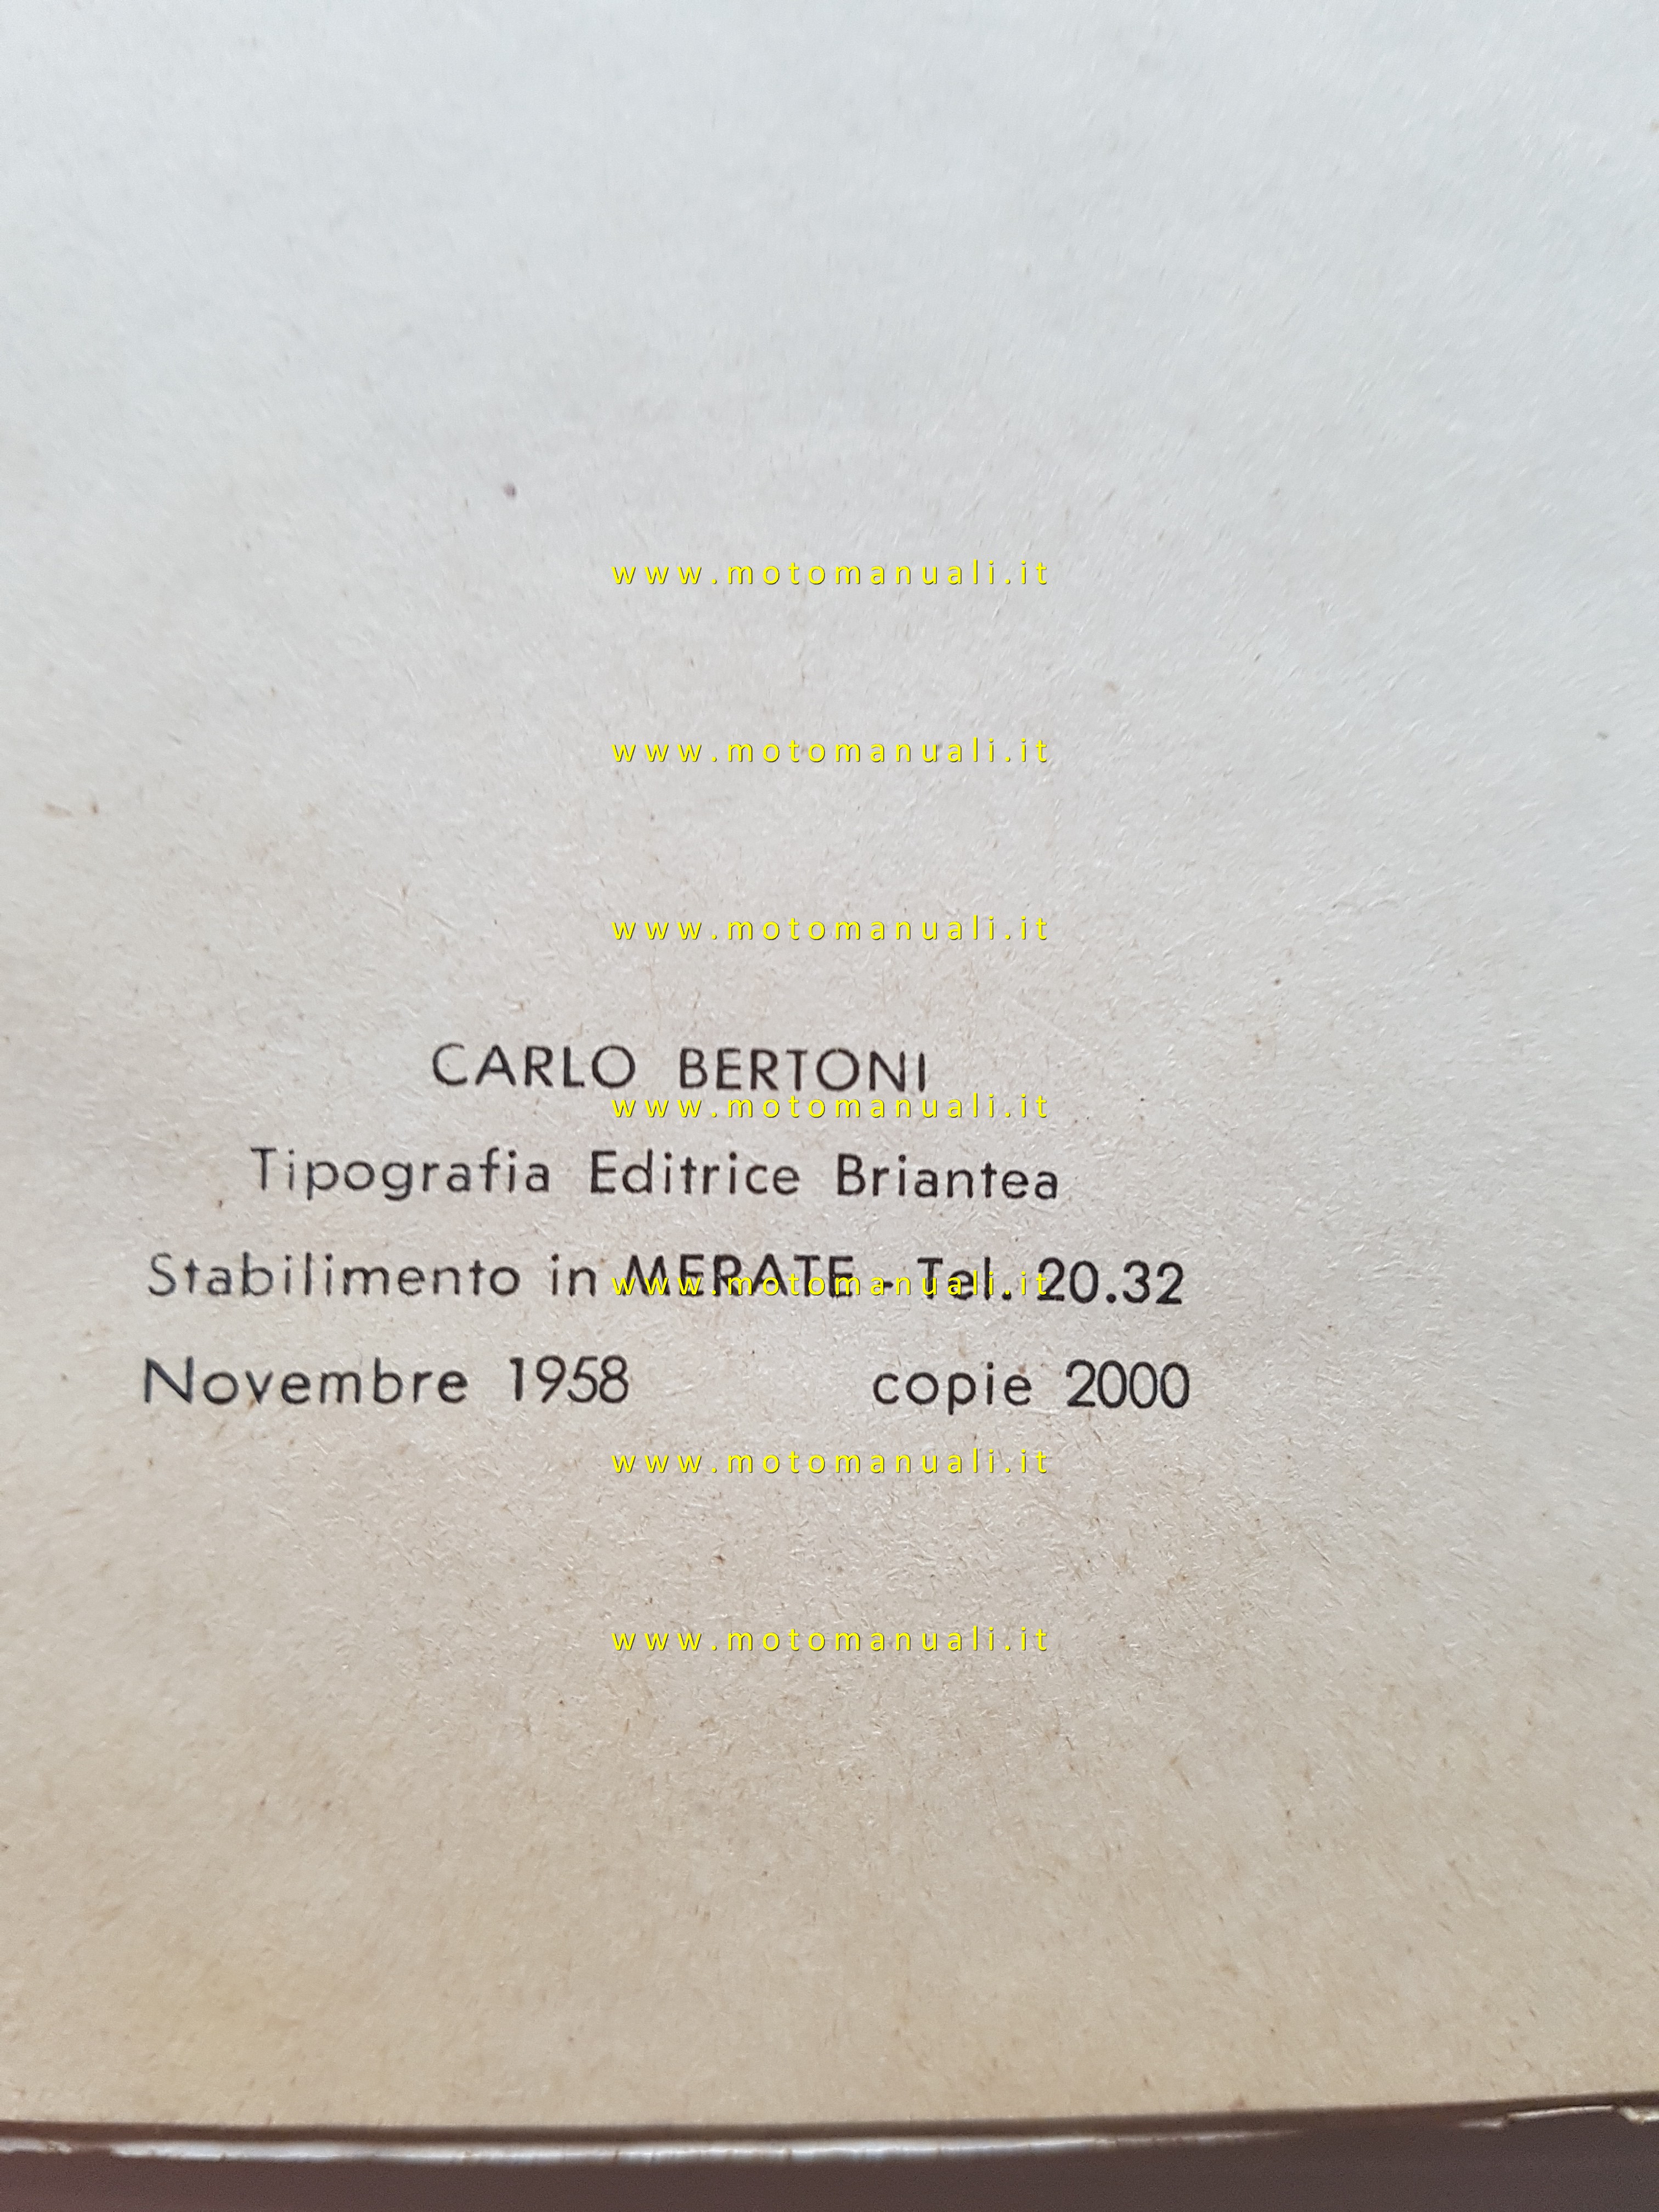 www.motomanuali.it
www.motomanuali.it
www.motomanuali.it
CARLO BERTONI
www.motomanuali.it
Tipografia Editrice Briantea
Stabilimento in MERATE - Tel. 20.32
www.motomanuali.it
Novembre 1958 copie 2000
www.motomanuali.it
www.motomanuali.it